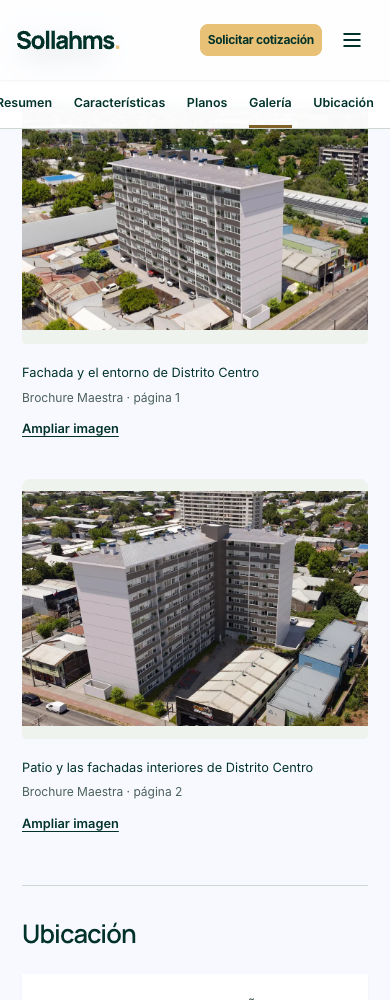 Sollahms.
Solicitar cotización
Resumen Características Planos Galería Ubicación
Fachada y el entorno de Distrito Centro
Brochure Maestra · página 1
Ampliar imagen
Patio y las fachadas interiores de Distrito Centro
Brochure Maestra · página 2
Ampliar imagen
Ubicación